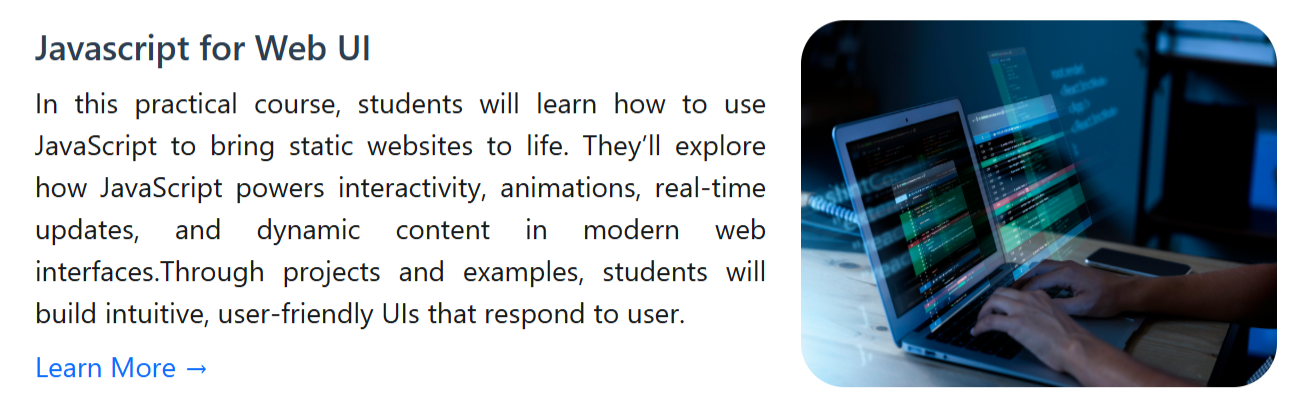 Javascript for Web UI
In this practical course, students will learn how to use
JavaScript to bring static websites to life. They’ll explore
how JavaScript powers interactivity, animations, real-time
updates, and dynamic content in modern web
interfaces.Through projects and examples, students will
build intuitive, user-friendly UIs that respond to user.
Learn More →